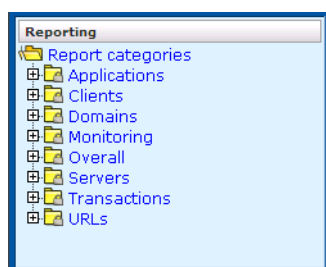 Reporting
Report categories
Applications
Clients
Domains
Monitoring
Overall
Servers
Transactions
URLs